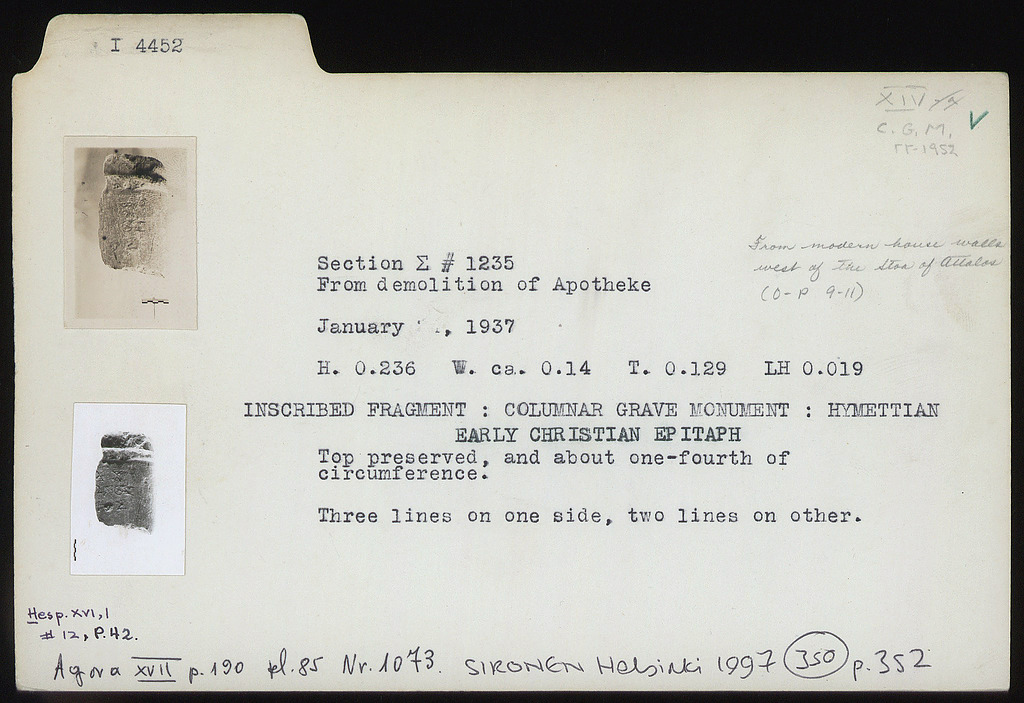 I 4452
XIV
C. G. M.
1952
From modern house walls
west of the Stoa of Attalos
(O-P 9-11)
Section Σ # 1235
From demolition of Apotheke
January , 1937
H. 0.236 W. ca. 0.14 T. 0.129 LH 0.019
INSCRIBED FRAGMENT : COLUMNAR GRAVE MONUMENT : HYMETTIAN
EARLY CHRISTIAN EPITAPH
Top preserved, and about one-fourth of
circumference.
Three lines on one side, two lines on other.
Hesp. XVI, 1
# 12, P. 42.
Agora XVII p. 190 pl. 85 Nr. 1073. SIRONEN Helsinki 1997 350 p. 352